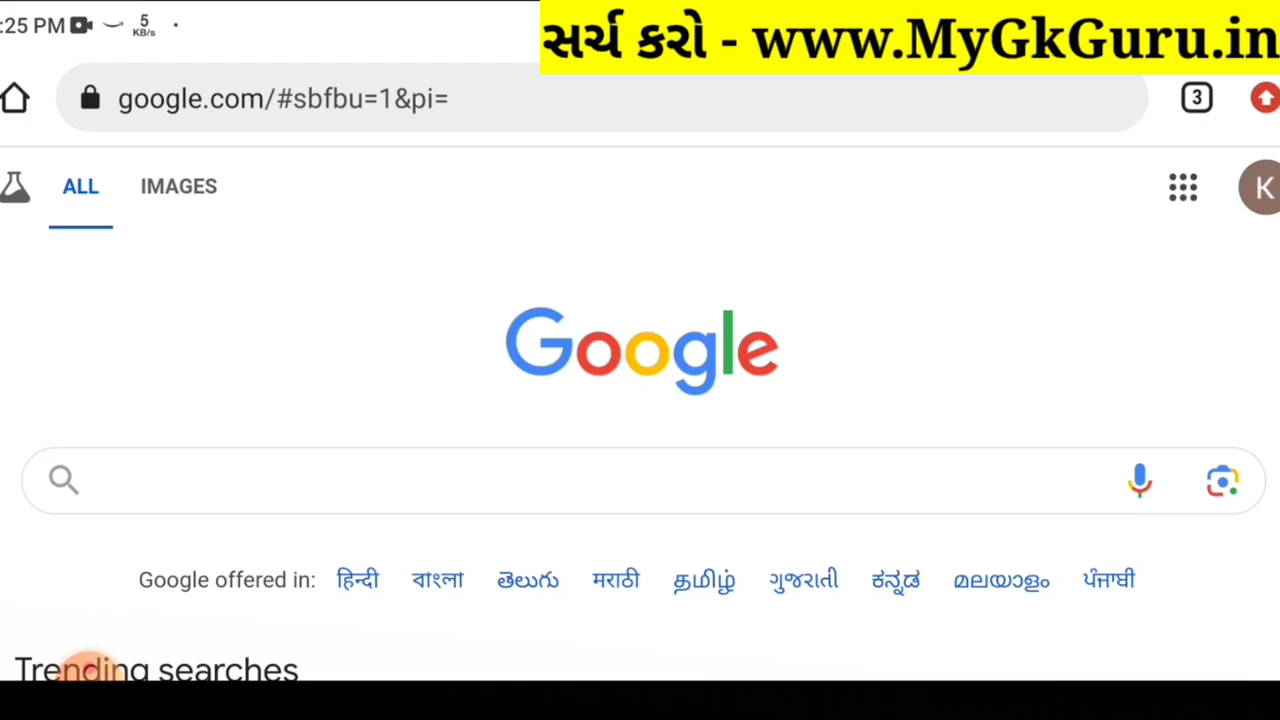 :25 PM 5 KB/s
સર્ચ કરો - www.MyGkGuru.in
google.com/#sbfbu=1&pi=
3
ALL IMAGES
K
Google
Google offered in: हिन्दी বাংলা తెలుగు मराठी தமிழ் ગુજરાતી ಕನ್ನಡ മലയാളം ਪੰਜਾਬੀ
Trending searches